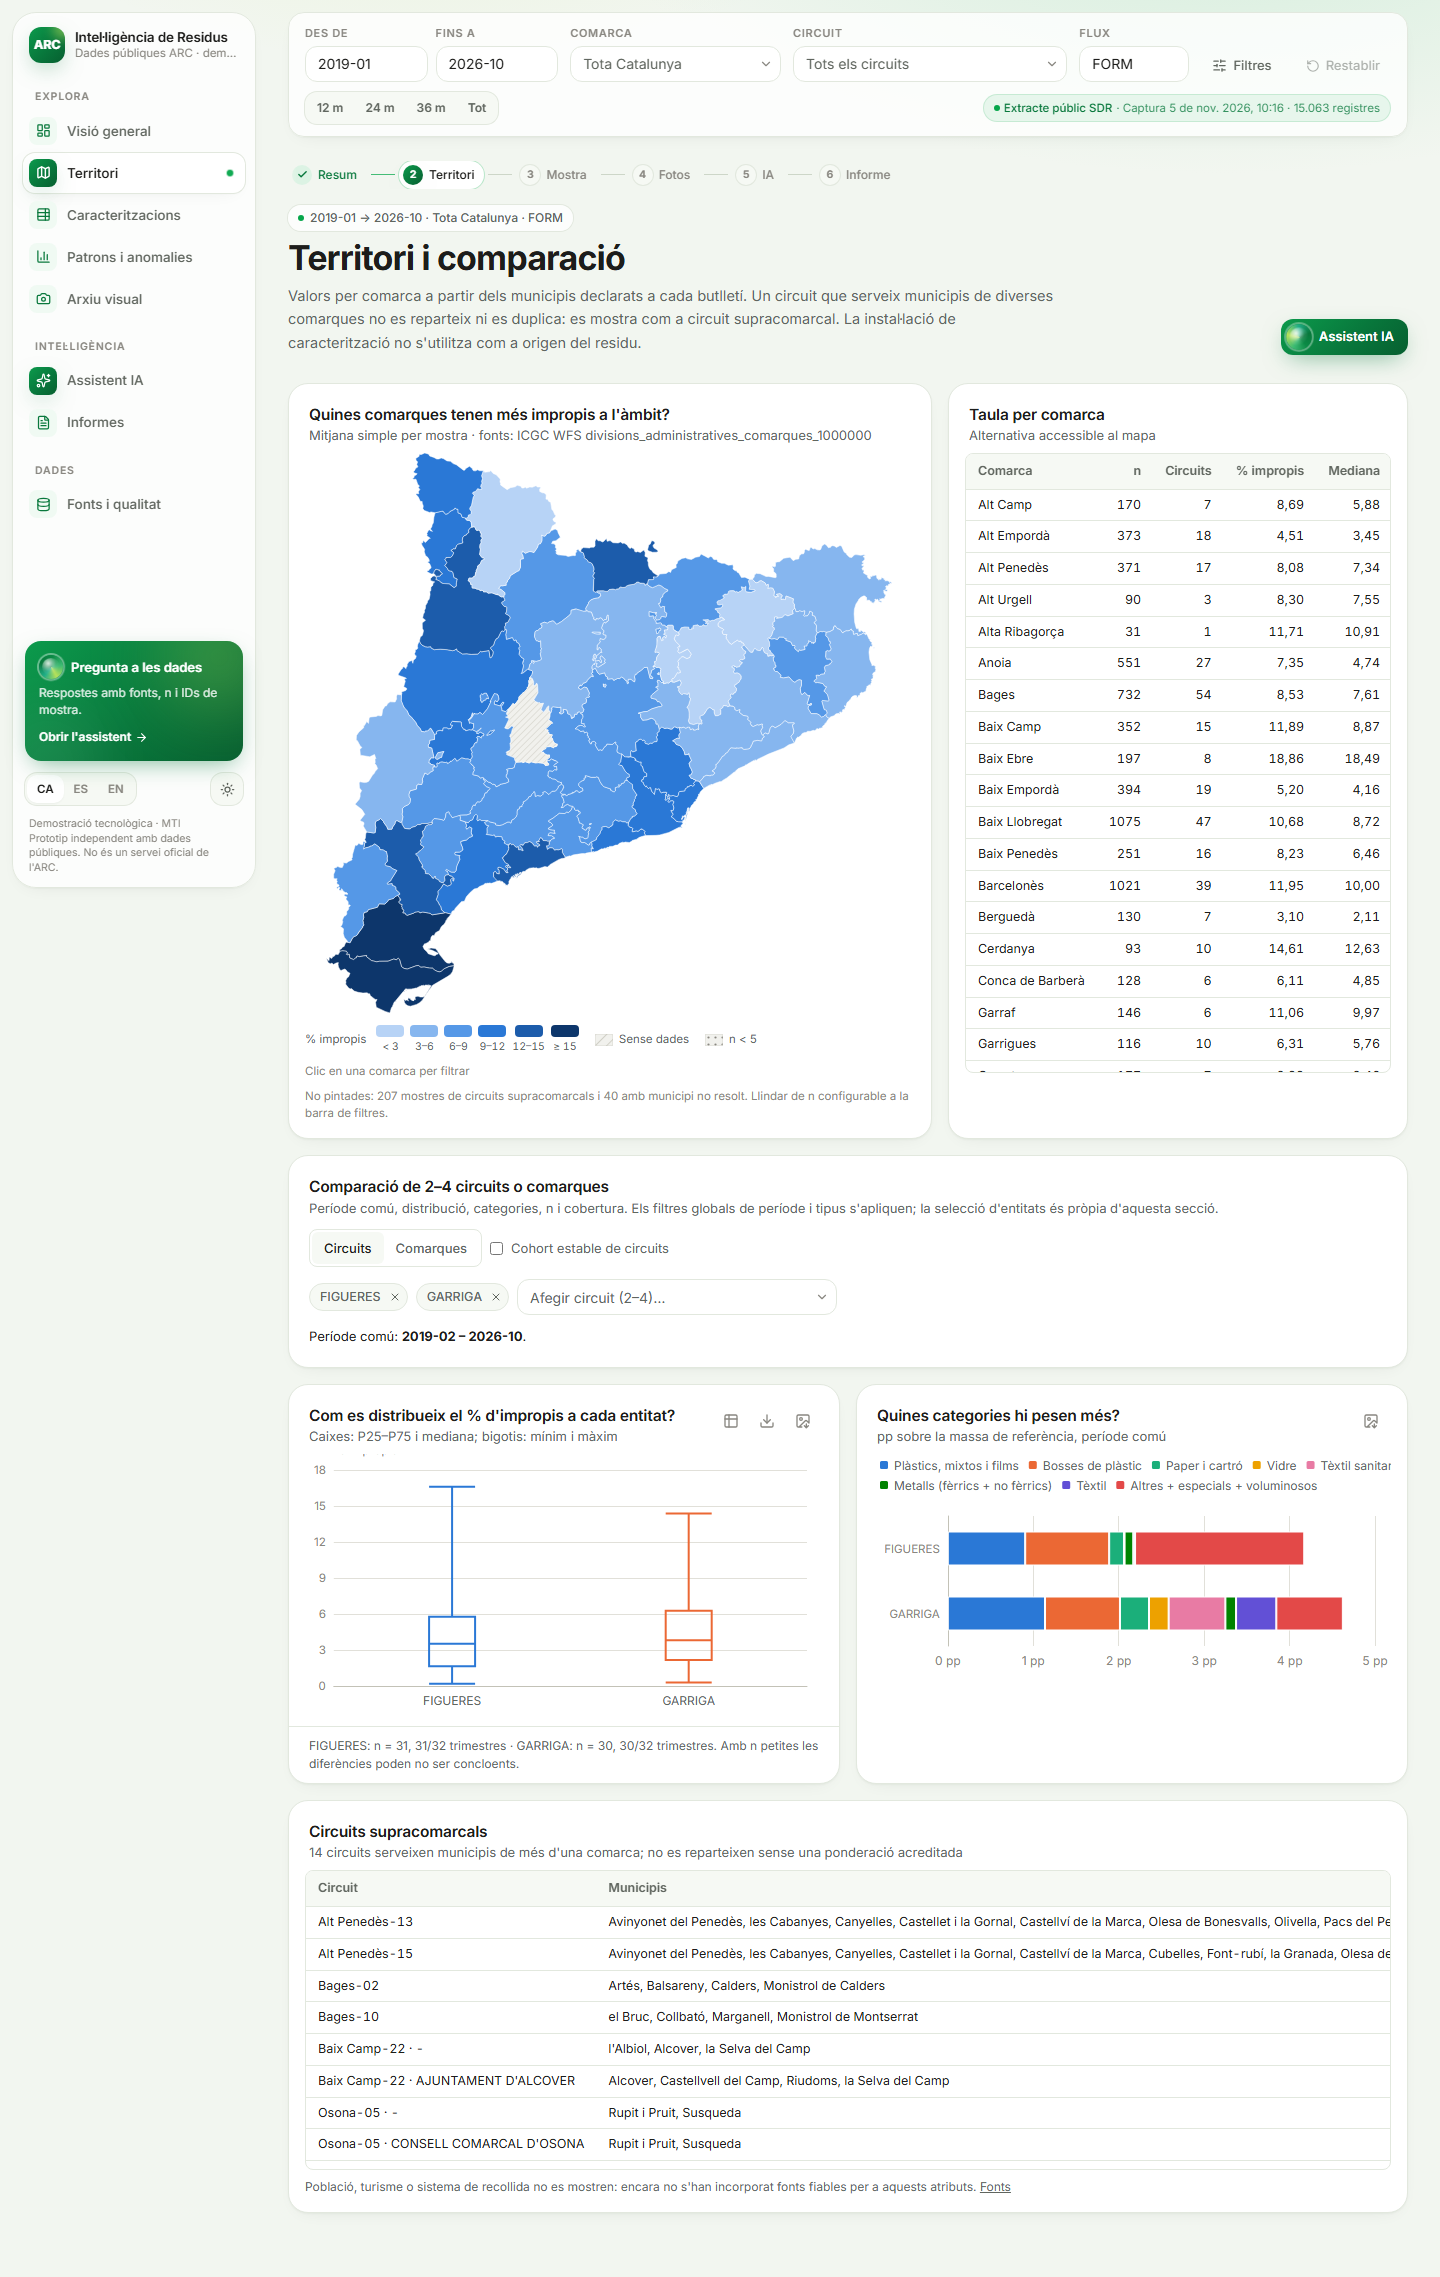 ARC
Intel·ligència de Residus
Dades públiques ARC · dem...
EXPLORA
Visió general
Territori
Caracteritzacions
Patrons i anomalies
Arxiu visual
INTEL·LIGÈNCIA
Assistent IA
Informes
DADES
Fonts i qualitat
Pregunta a les dades
Respostes amb fonts, n i IDs de
mostra.
Obrir l'assistent →
CA ES EN
Demostració tecnològica · MTI
Prototip independent amb dades
públiques. No és un servei oficial de
l'ARC.
DES DE FINS A COMARCA CIRCUIT FLUX
2019-01 2026-10 Tota Catalunya Tots els circuits FORM Filtres Restablir
12 m 24 m 36 m Tot
Extracte públic SDR · Captura 5 de nov. 2026, 10:16 · 15.063 registres
Resum 2 Territori 3 Mostra 4 Fotos 5 IA 6 Informe
2019-01 → 2026-10 · Tota Catalunya · FORM
Territori i comparació
Valors per comarca a partir dels municipis declarats a cada butlletí. Un circuit que serveix municipis de diverses
comarques no es reparteix ni es duplica: es mostra com a circuit supracomarcal. La instal·lació de
caracterització no s'utilitza com a origen del residu.
Assistent IA
Quines comarques tenen més impropis a l'àmbit?
Mitjana simple per mostra · fonts: ICGC WFS divisions_administratives_comarques_1000000
% impropis < 3 3–6 6–9 9–12 12–15 ≥ 15 Sense dades n < 5
Clic en una comarca per filtrar
No pintades: 207 mostres de circuits supracomarcals i 40 amb municipi no resolt. Llindar de n configurable a la
barra de filtres.
Taula per comarca
Alternativa accessible al mapa
Comarca n Circuits % impropis Mediana
Alt Camp 170 7 8,69 5,88
Alt Empordà 373 18 4,51 3,45
Alt Penedès 371 17 8,08 7,34
Alt Urgell 90 3 8,30 7,55
Alta Ribagorça 31 1 11,71 10,91
Anoia 551 27 7,35 4,74
Bages 732 54 8,53 7,61
Baix Camp 352 15 11,89 8,87
Baix Ebre 197 8 18,86 18,49
Baix Empordà 394 19 5,20 4,16
Baix Llobregat 1075 47 10,68 8,72
Baix Penedès 251 16 8,23 6,46
Barcelonès 1021 39 11,95 10,00
Berguedà 130 7 3,10 2,11
Cerdanya 93 10 14,61 12,63
Conca de Barberà 128 6 6,11 4,85
Garraf 146 6 11,06 9,97
Garrigues 116 10 6,31 5,76
Comparació de 2–4 circuits o comarques
Període comú, distribució, categories, n i cobertura. Els filtres globals de període i tipus s'apliquen; la selecció d'entitats és pròpia d'aquesta secció.
Circuits Comarques Cohort estable de circuits
FIGUERES × GARRIGA × Afegir circuit (2–4)...
Període comú: 2019-02 – 2026-10.
Com es distribueix el % d'impropis a cada entitat?
Caixes: P25–P75 i mediana; bigotis: mínim i màxim
18
15
12
9
6
3
0
FIGUERES GARRIGA
FIGUERES: n = 31, 31/32 trimestres · GARRIGA: n = 30, 30/32 trimestres. Amb n petites les
diferències poden no ser concloents.
Quines categories hi pesen més?
pp sobre la massa de referència, període comú
Plàstics, mixtos i films Bosses de plàstic Paper i cartró Vidre Tèxtil sanitar
Metalls (fèrrics + no fèrrics) Tèxtil Altres + especials + voluminosos
FIGUERES
GARRIGA
0 pp 1 pp 2 pp 3 pp 4 pp 5 pp
Circuits supracomarcals
14 circuits serveixen municipis de més d'una comarca; no es reparteixen sense una ponderació acreditada
Circuit Municipis
Alt Penedès-13 Avinyonet del Penedès, les Cabanyes, Canyelles, Castellet i la Gornal, Castellví de la Marca, Olesa de Bonesvalls, Olivella, Pacs del Pe
Alt Penedès-15 Avinyonet del Penedès, les Cabanyes, Canyelles, Castellet i la Gornal, Castellví de la Marca, Cubelles, Font-rubí, la Granada, Olesa de
Bages-02 Artés, Balsareny, Calders, Monistrol de Calders
Bages-10 el Bruc, Collbató, Marganell, Monistrol de Montserrat
Baix Camp-22 · - l'Albiol, Alcover, la Selva del Camp
Baix Camp-22 · AJUNTAMENT D'ALCOVER Alcover, Castellvell del Camp, Riudoms, la Selva del Camp
Osona-05 · - Rupit i Pruit, Susqueda
Osona-05 · CONSELL COMARCAL D'OSONA Rupit i Pruit, Susqueda
Població, turisme o sistema de recollida no es mostren: encara no s'han incorporat fonts fiables per a aquests atributs. Fonts